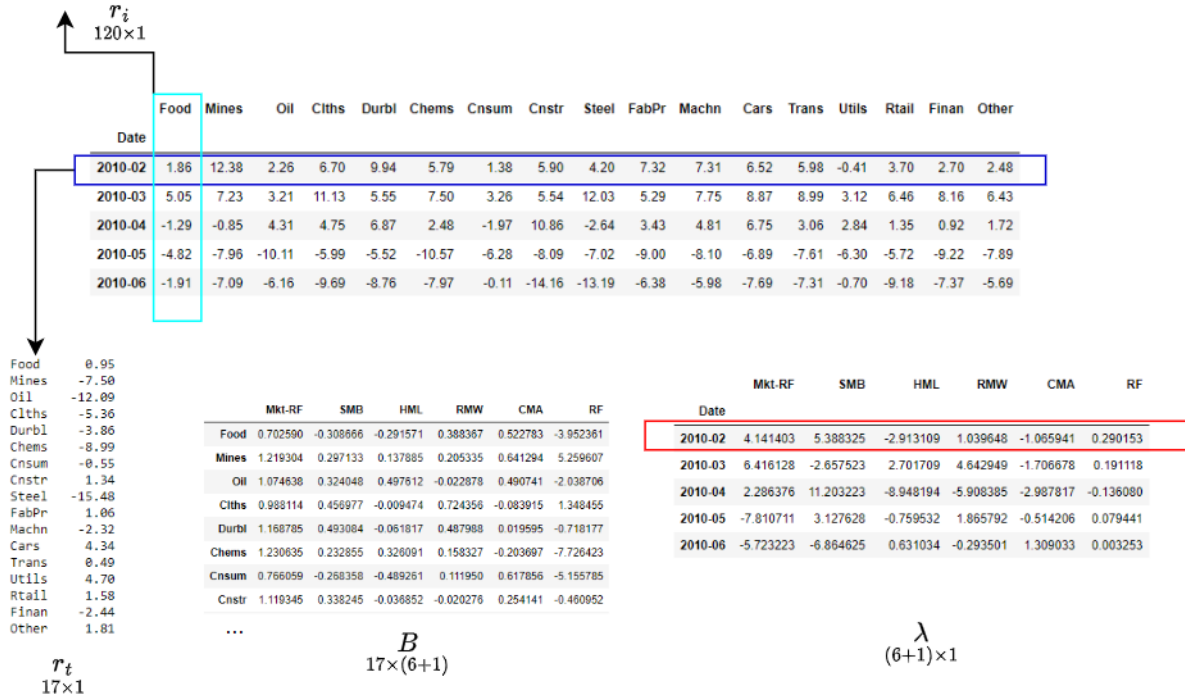 r_i
120×1
Food Mines Oil Clths Durbl Chems Cnsum Cnstr Steel FabPr Machn Cars Trans Utils Rtail Finan Other
Date
2010-02 1.86 12.38 2.26 6.70 9.94 5.79 1.38 5.90 4.20 7.32 7.31 6.52 5.98 -0.41 3.70 2.70 2.48
2010-03 5.05 7.23 3.21 11.13 5.55 7.50 3.26 5.54 12.03 5.29 7.75 8.87 8.99 3.12 6.46 8.16 6.43
2010-04 -1.29 -0.85 4.31 4.75 6.87 2.48 -1.97 10.86 -2.64 3.43 4.81 6.75 3.06 2.84 1.35 0.92 1.72
2010-05 -4.82 -7.96 -10.11 -5.99 -5.52 -10.57 -6.28 -8.09 -7.02 -9.00 -8.10 -6.89 -7.61 -6.30 -5.72 -9.22 -7.89
2010-06 -1.91 -7.09 -6.16 -9.69 -8.76 -7.97 -0.11 -14.16 -13.19 -6.38 -5.98 -7.69 -7.31 -0.70 -9.18 -7.37 -5.69
Food 0.95
Mines -7.50
Oil -12.09
Clths -5.36
Durbl -3.86
Chems -8.99
Cnsum -0.55
Cnstr 1.34
Steel -15.48
FabPr 1.06
Machn -2.32
Cars 4.34
Trans 0.49
Utils 4.70
Rtail 1.58
Finan -2.44
Other 1.81
r_t
17×1
Mkt-RF SMB HML RMW CMA RF
Food 0.702590 -0.308666 -0.291571 0.388367 0.522783 -3.952361
Mines 1.219304 0.297133 0.137885 0.205335 0.641294 5.259607
Oil 1.074638 0.324048 0.497612 -0.022878 0.490741 -2.038706
Clths 0.988114 0.456977 -0.009474 0.724356 -0.083915 1.348455
Durbl 1.168785 0.493084 -0.061817 0.487988 0.019595 -0.718177
Chems 1.230635 0.232855 0.326091 0.158327 -0.203697 -7.726423
Cnsum 0.766059 -0.268358 -0.489261 0.111950 0.617856 -5.155785
Cnstr 1.119345 0.338245 -0.036852 -0.020276 0.254141 -0.460952
...
B
17×(6+1)
Mkt-RF SMB HML RMW CMA RF
Date
2010-02 4.141403 5.388325 -2.913109 1.039648 -1.065941 0.290153
2010-03 6.416128 -2.657523 2.701709 4.642949 -1.706678 0.191118
2010-04 2.286376 11.203223 -8.948194 -5.908385 -2.987817 -0.136080
2010-05 -7.810711 3.127628 -0.759532 1.865792 -0.514206 0.079441
2010-06 -5.723223 -6.864625 0.631034 -0.293501 1.309033 0.003253
λ
(6+1)×1